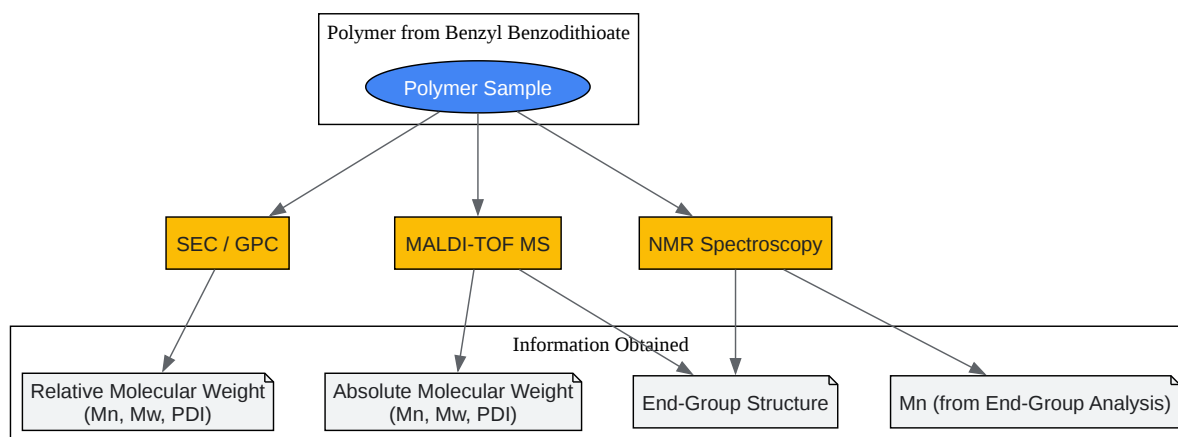 Polymer from Benzyl Benzodithioate
Polymer Sample
SEC / GPC
MALDI-TOF MS
NMR Spectroscopy
Information Obtained
Relative Molecular Weight
(Mn, Mw, PDI)
Absolute Molecular Weight
(Mn, Mw, PDI)
End-Group Structure
Mn (from End-Group Analysis)